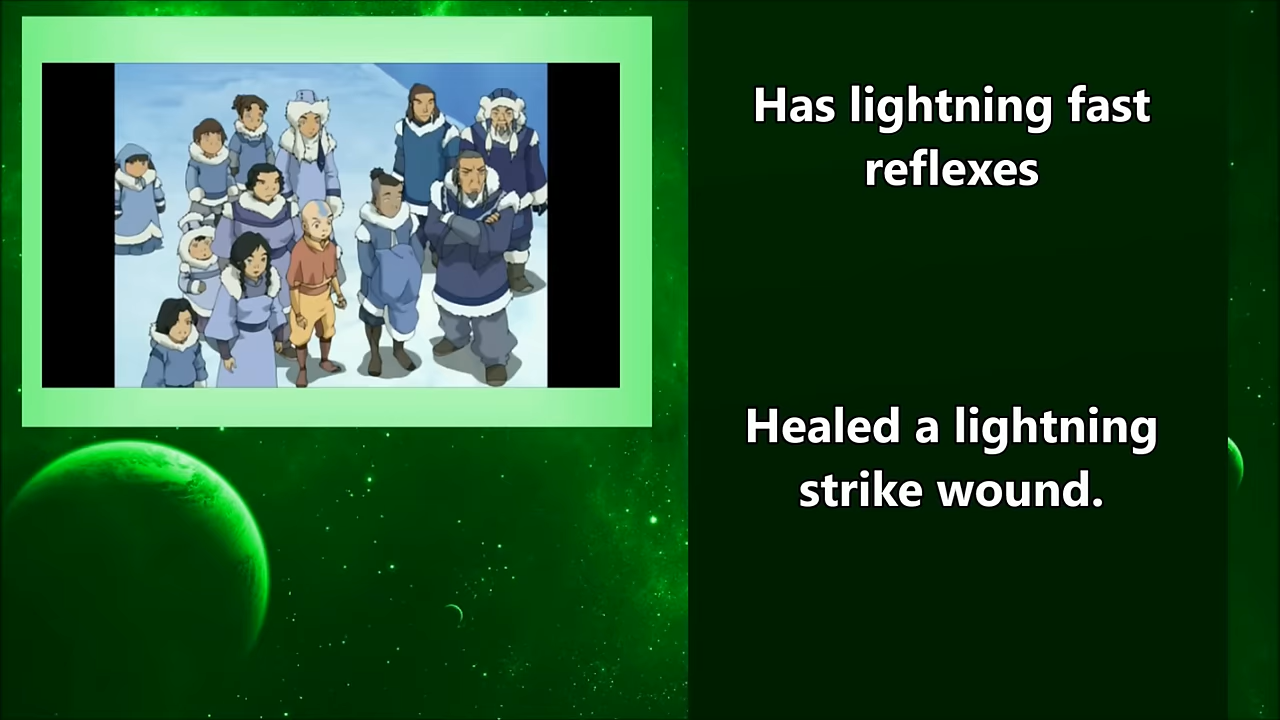 Has lightning fast
reflexes
Healed a lightning
strike wound.